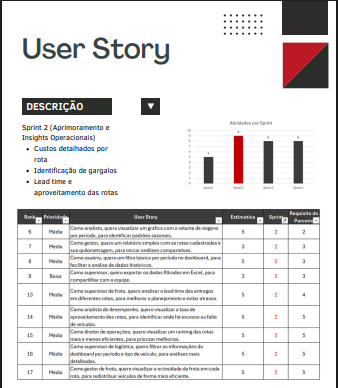 User Story
DESCRIÇÃO
Sprint 2 (Aprimoramento e
Insights Operacionais)
Custos detalhados por
rota
Identificação de gargalos
Lead time e
aproveitamento das rotas
Atividades por Sprint
Sprint 1 Sprint 2 Sprint 3 Sprint 4
Rank Prioridade User Story Estimativa Sprint Requisito do Parceiro
6 Média Como analista, quero visualizar um gráfico com o volume de viagens
por período, para identificar padrões sazonais. 5 2 2
7 Média Como gestor, quero um relatório simples com as rotas cadastradas e
sua quilometragem, para iniciar análises comparativas. 3 2 3
8 Média Como usuário, quero um filtro básico por período no dashboard, para
facilitar a análise de dados históricos. 5 2 3
9 Baixa Como supervisor, quero exportar os dados filtrados em Excel, para
compartilhar com a equipe. 3 2 3
13 Média Como supervisor de frota, quero analisar o lead time das entregas
em diferentes rotas, para melhorar o planejamento e evitar atrasos. 5 2 4
14 Média Como analista de desempenho, quero visualizar a taxa de
aproveitamento das rotas, para identificar onde há excesso ou falta
de veículos. 5 2 5
15 Média Como diretor de operações, quero visualizar um ranking das rotas
mais e menos eficientes, para priorizar melhorias. 5 2 5
16 Média Como supervisor de logística, quero filtrar as informações do
dashboard por período e tipo de veículo, para análises mais
detalhadas. 5 2 5
17 Média Como gestor de frota, quero visualizar a ociosidade da frota em cada
rota, para redistribuir veículos de forma mais eficiente. 5 2 5